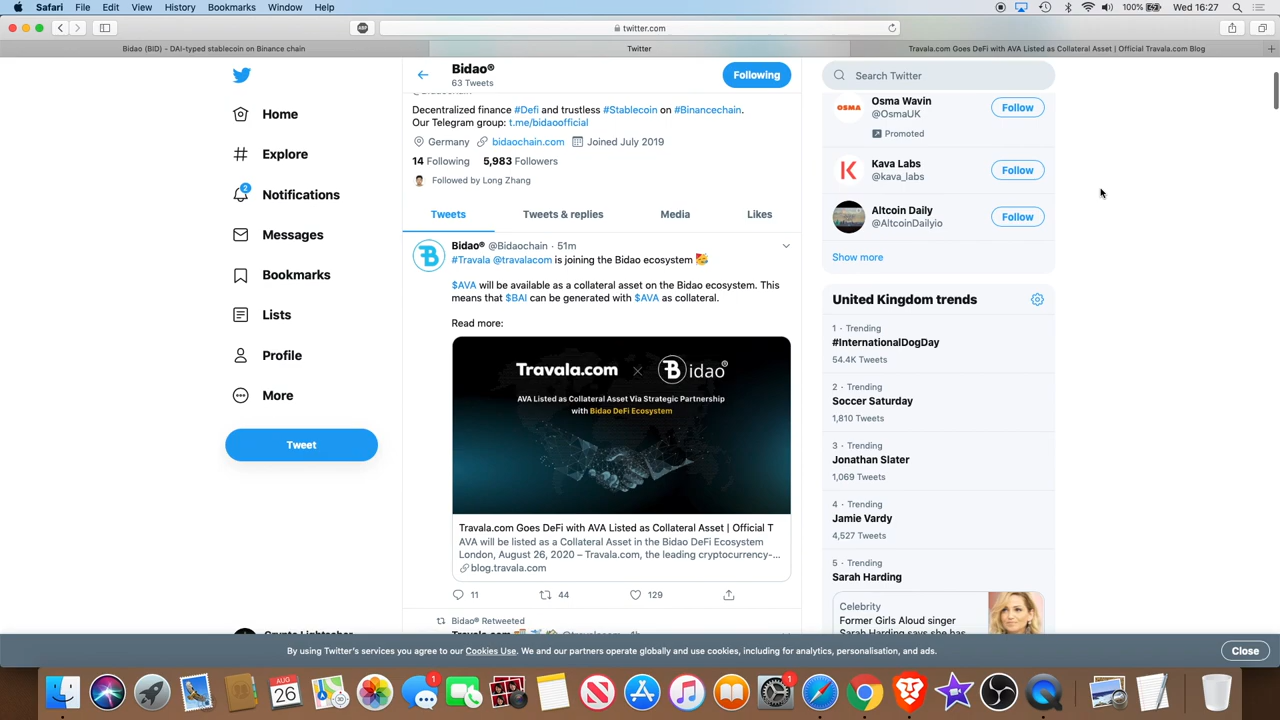 Safari File Edit View History Bookmarks Window Help
100% Wed 16:27
twitter.com
Bidao (BID) - DAI-typed stablecoin on Binance chain
Twitter
Travala.com Goes DeFi with AVA Listed as Collateral Asset | Official Travala.com Blog
Home
Explore
2
Notifications
Messages
Bookmarks
Lists
Profile
More
Tweet
Bidao®
63 Tweets
Following
Decentralized finance #Defi and trustless #Stablecoin on #Binancechain.
Our Telegram group: t.me/bidaoofficial
Germany bidaochain.com Joined July 2019
14 Following 5,983 Followers
Followed by Long Zhang
Tweets Tweets & replies Media Likes
Bidao® @Bidaochain · 51m
#Travala @travalacom is joining the Bidao ecosystem
$AVA will be available as a collateral asset on the Bidao ecosystem. This
means that $BAI can be generated with $AVA as collateral.
Read more:
Travala.com × Bidao®
AVA Listed as Collateral Asset Via Strategic Partnership
with Bidao DeFi Ecosystem
Travala.com Goes DeFi with AVA Listed as Collateral Asset | Official T
AVA will be listed as a Collateral Asset in the Bidao DeFi Ecosystem
London, August 26, 2020 – Travala.com, the leading cryptocurrency-...
blog.travala.com
11 44 129
Bidao® Retweeted
Search Twitter
OSMA
Osma Wavin
@OsmaUK
Follow
Promoted
Kava Labs
@kava_labs
Follow
Altcoin Daily
@AltcoinDailyio
Follow
Show more
United Kingdom trends
1 · Trending
#InternationalDogDay
54.4K Tweets
2 · Trending
Soccer Saturday
1,810 Tweets
3 · Trending
Jonathan Slater
1,069 Tweets
4 · Trending
Jamie Vardy
4,527 Tweets
5 · Trending
Sarah Harding
Celebrity
Former Girls Aloud singer
Sarah Harding says she has
By using Twitter's services you agree to our Cookies Use. We and our partners operate globally and use cookies, including for analytics, personalisation, and ads.
Close
AUG
26
1
1